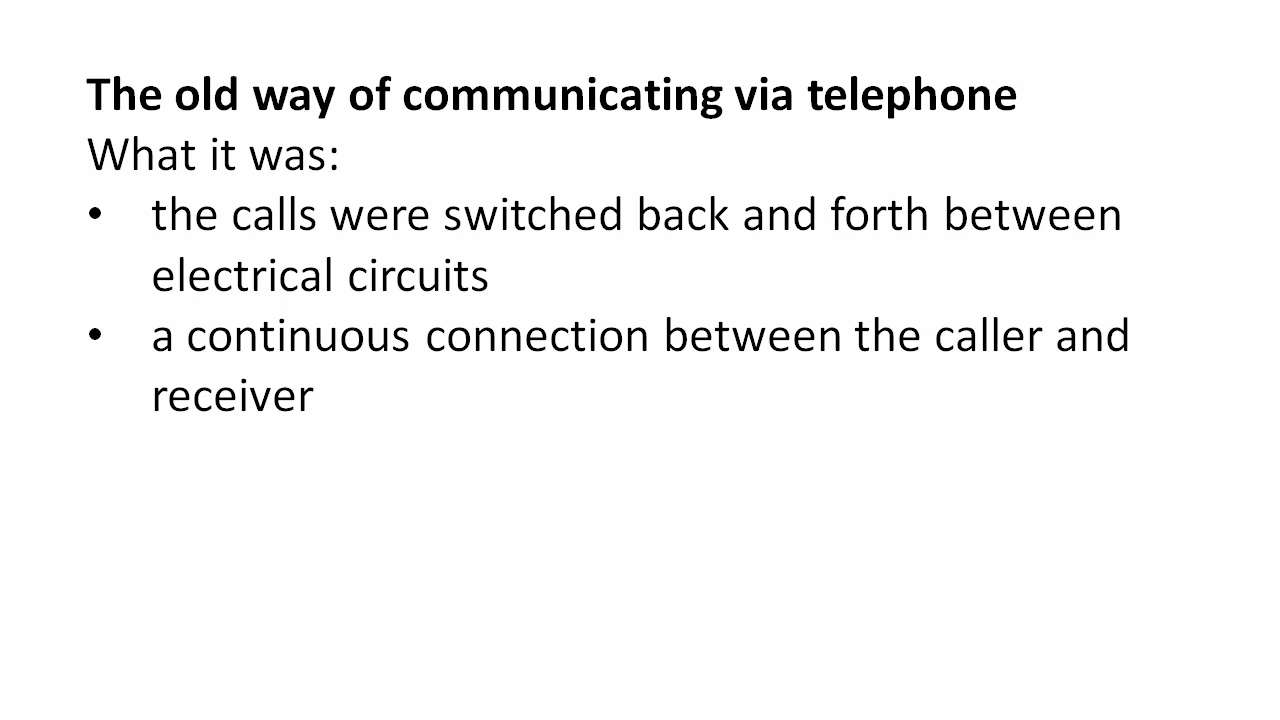 The old way of communicating via telephone
What it was:
• the calls were switched back and forth between
electrical circuits
• a continuous connection between the caller and
receiver